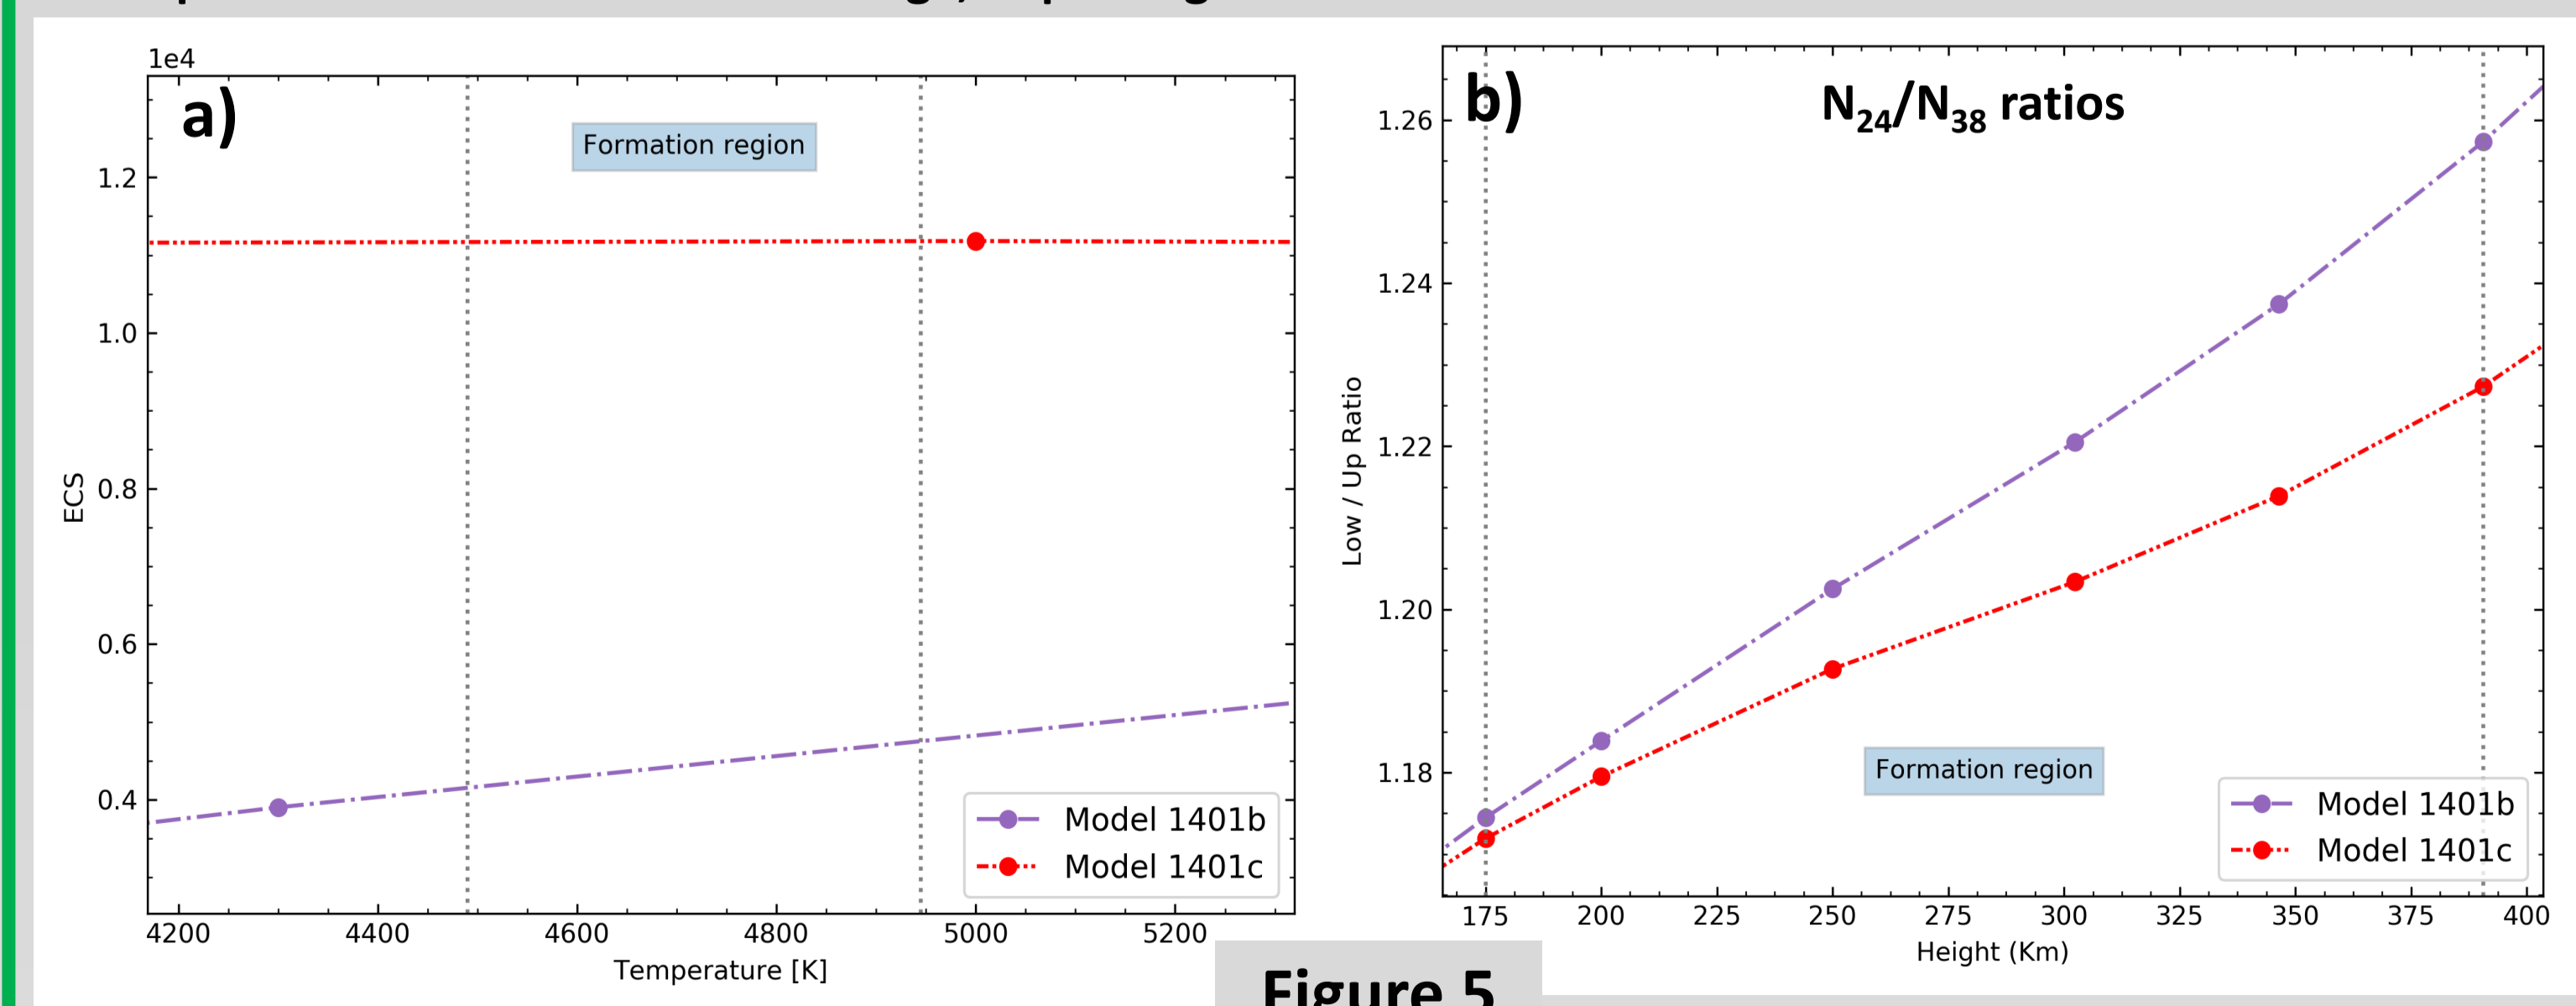 1e4
a)
Formation region
1.2
1.0
0.8
0.6
0.4
ECS
Model 1401b
Model 1401c
4200 4400 4600 4800 5000 5200
Temperature [K]
b)
N24/N38 ratios
1.26
1.24
1.22
1.20
1.18
Low / Up Ratio
Formation region
Model 1401b
Model 1401c
175 200 225 250 275 300 325 350 375 400
Height (Km)
Figure 5